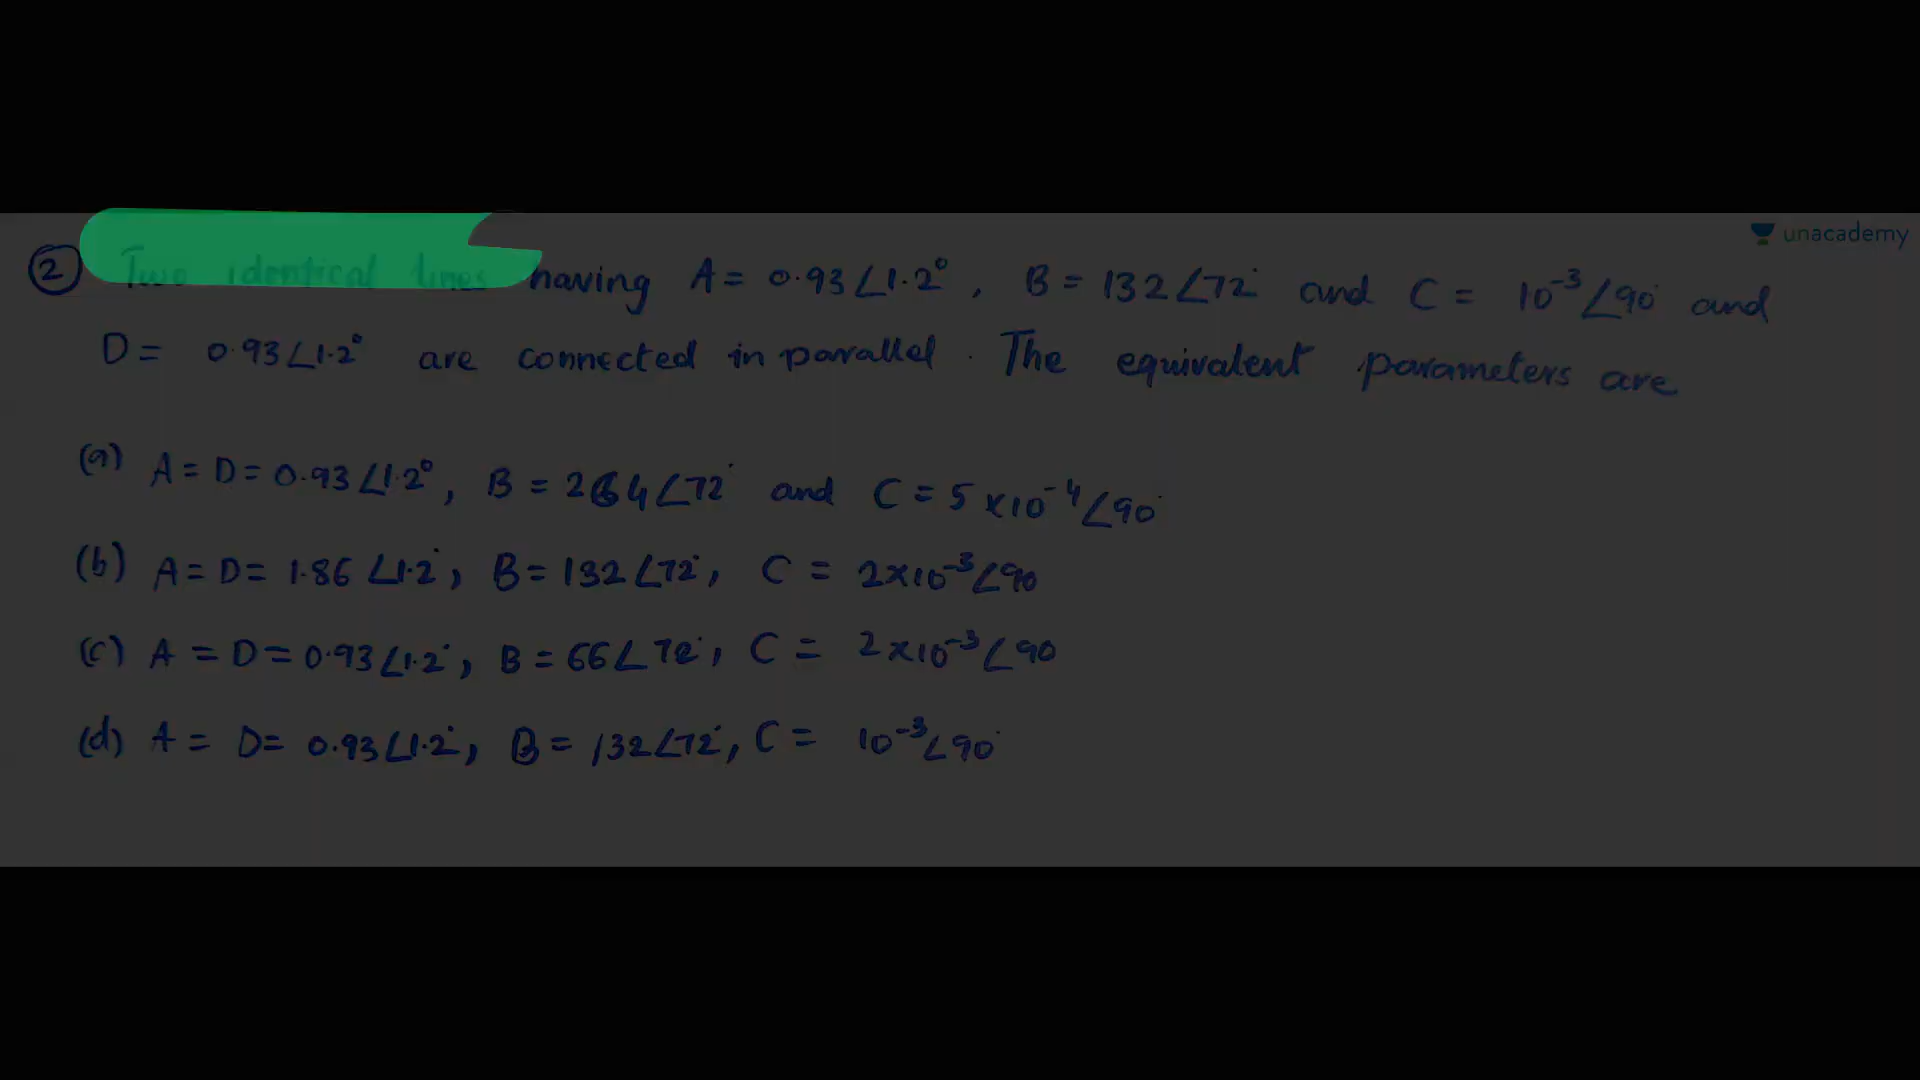 unacademy
② Two identical lines having A = 0.93∠1.2°, B = 132∠72° and C = 10⁻³∠90° and
D = 0.93∠1.2° are connected in parallel. The equivalent parameters are
(a) A = D = 0.93∠1.2°, B = 264∠72° and C = 5×10⁻⁴∠90°
(b) A = D = 1.86∠1.2°, B = 132∠72°, C = 2×10⁻³∠90
(c) A = D = 0.93∠1.2°, B = 66∠72°, C = 2×10⁻³∠90
(d) A = D = 0.93∠1.2°, B = 132∠72°, C = 10⁻³∠90°